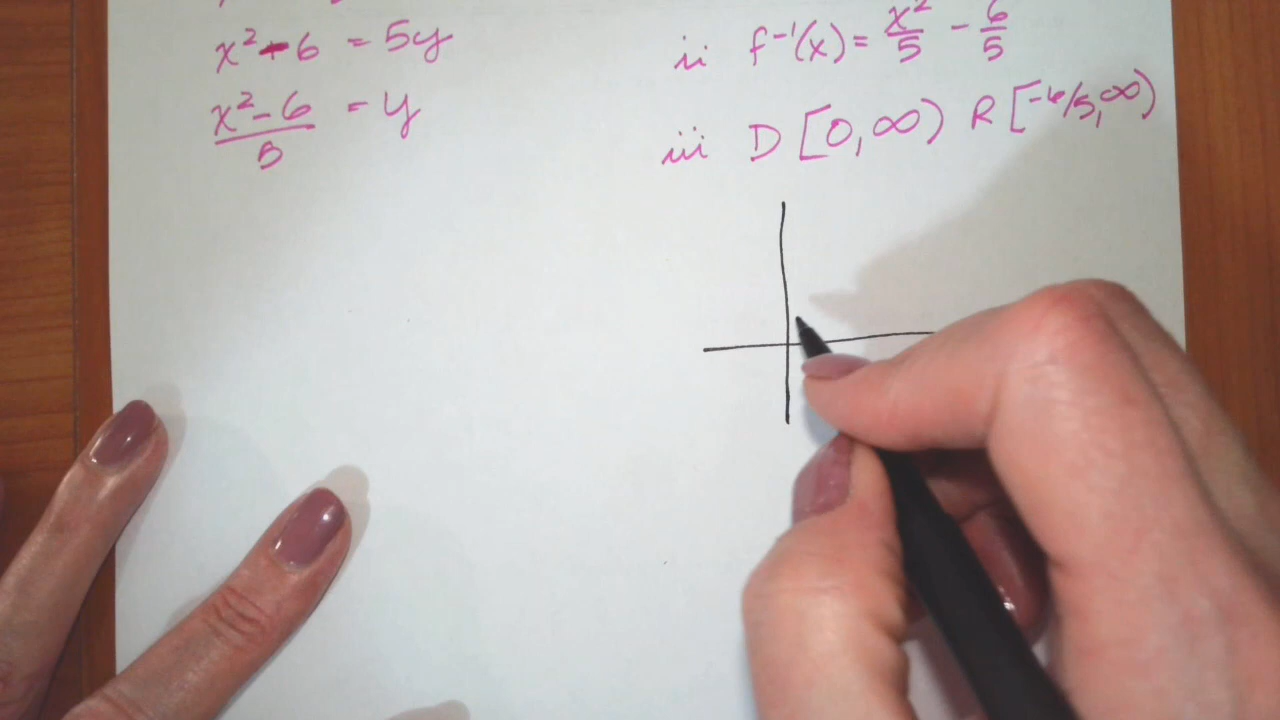 x² - 6 = 5y
x² - 6 / 5 = y
ii f⁻¹(x) = x²/5 - 6/5
iii D [0, ∞) R [-6/5, ∞)